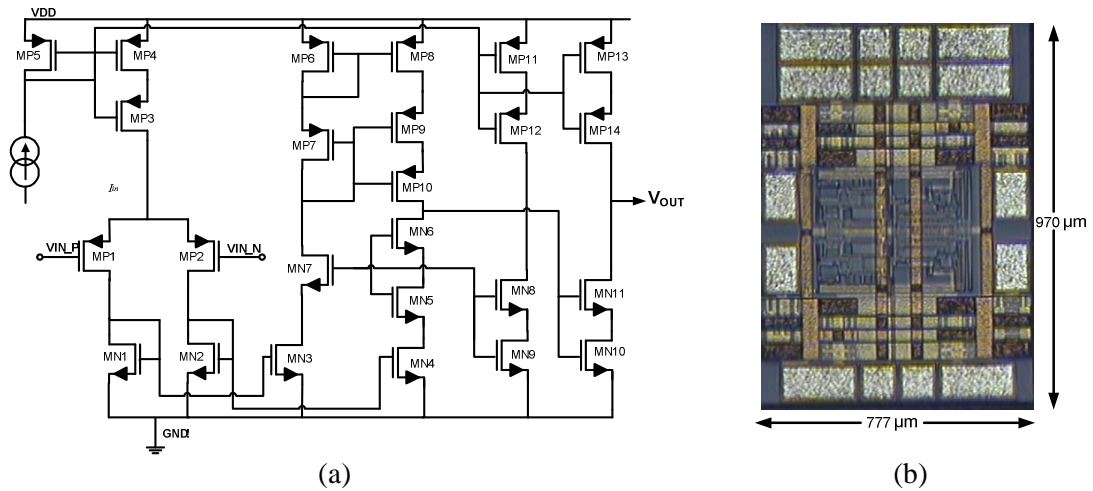 VDD
MP5
MP4
MP6
MP8
MP11
MP13
MP3
MP9
MP12
MP14
MP7
MP10
Iin
VOUT
VIN_P
MP1
MP2
VIN_N
MN6
MN7
MN5
MN8
MN11
MN1
MN2
MN3
MN4
MN9
MN10
GND!
970 µm
777 µm
(a)
(b)